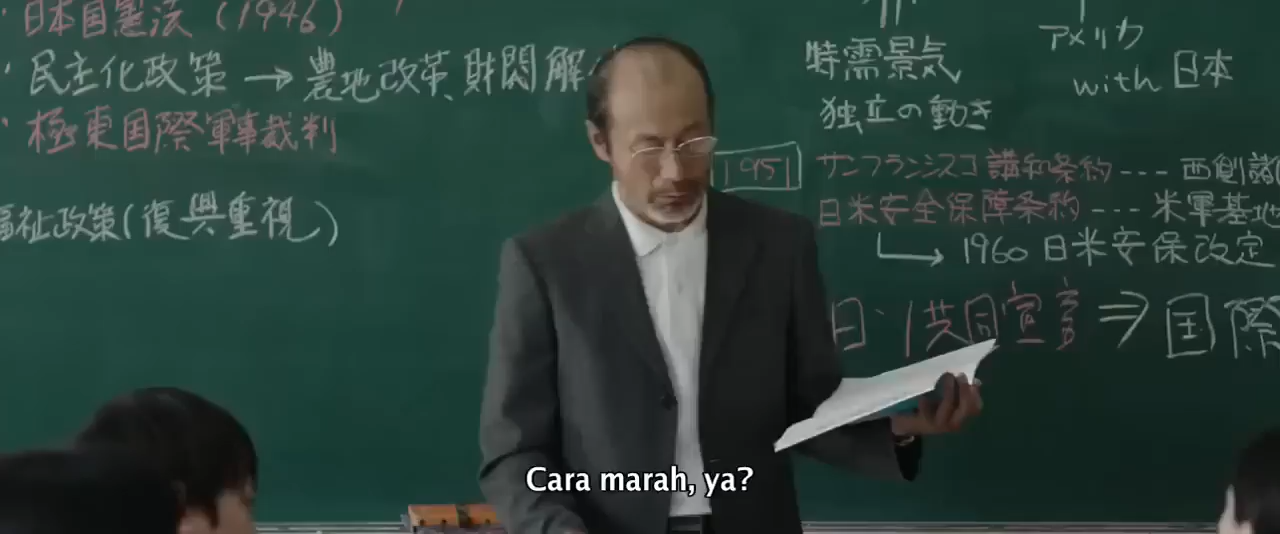 ・日本国憲法 (1946)
・民主化政策 → 農地改革 財閥解
・極東国際軍事裁判
福祉政策(復興重視)
特需景気
独立の動き
アメリカ
with 日本
1951
サンフランシスコ講和条約 --- 西側諸
日米安全保障条約 --- 米軍基地
→ 1960 日米安保改定
日 共同宣言 ⇒ 国際
Cara marah, ya?